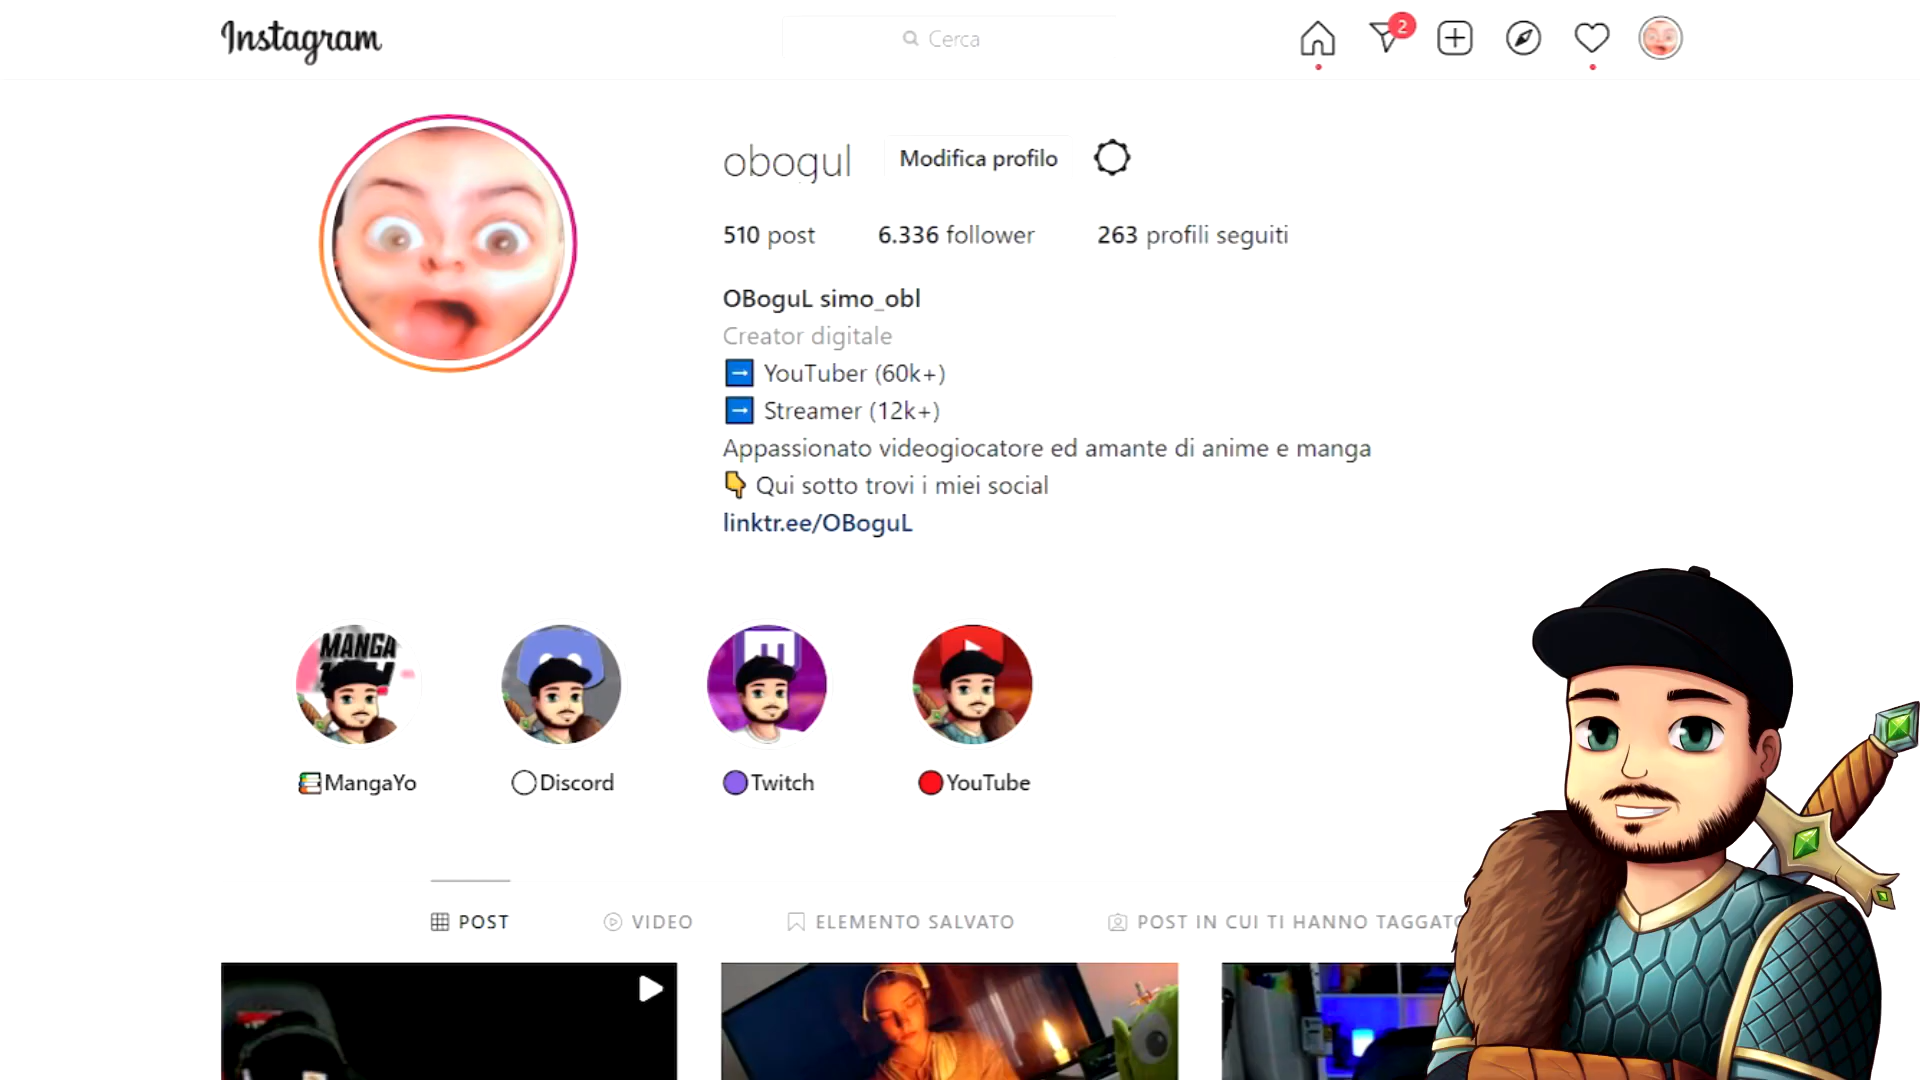 Instagram
Cerca
2
obogul
Modifica profilo
510 post
6.336 follower
263 profili seguiti
OBoguL simo_obl
Creator digitale
➡ YouTuber (60k+)
➡ Streamer (12k+)
Appassionato videogiocatore ed amante di anime e manga
👇 Qui sotto trovi i miei social
linktr.ee/OBoguL
MANGA
MangaYo
Discord
Twitch
YouTube
POST
VIDEO
ELEMENTO SALVATO
POST IN CUI TI HANNO TAGGATO